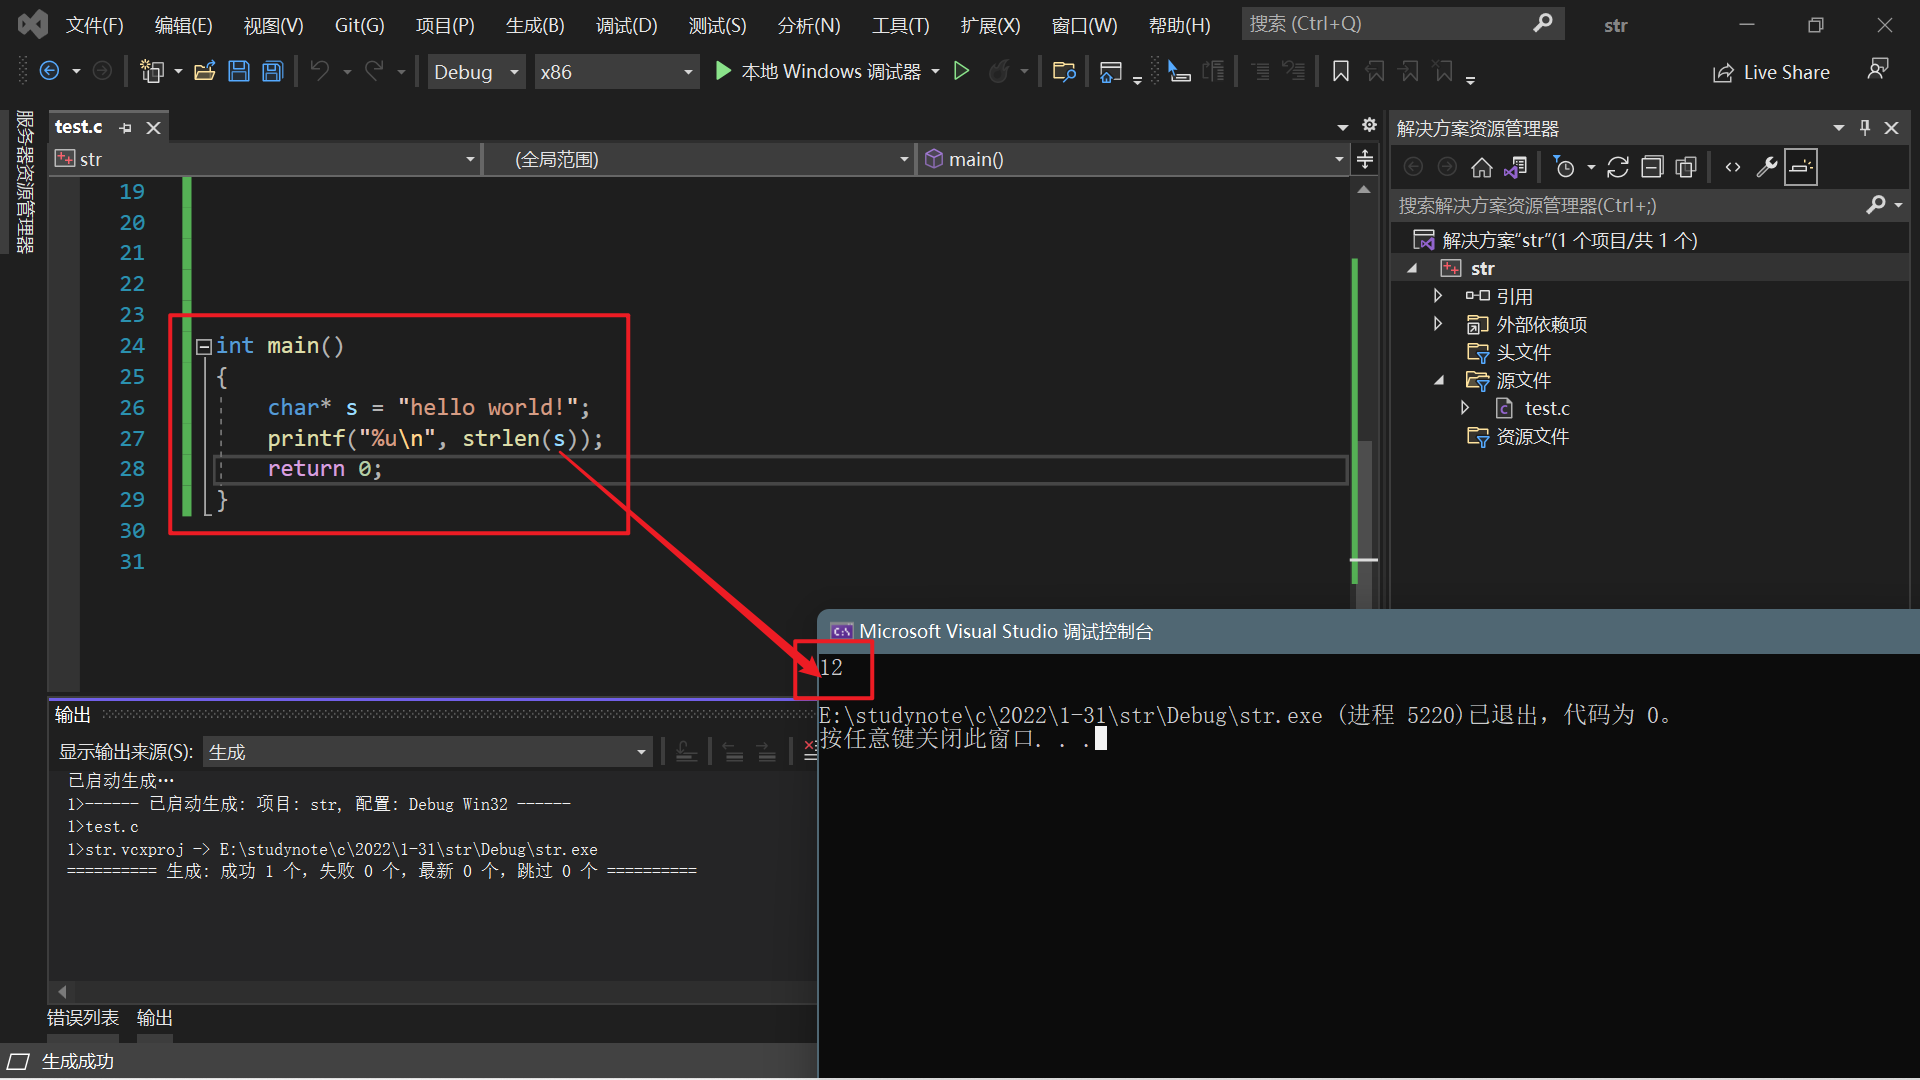 文件(F) 编辑(E) 视图(V) Git(G) 项目(P) 生成(B) 调试(D) 测试(S) 分析(N) 工具(T) 扩展(X) 窗口(W) 帮助(H) 搜索 (Ctrl+Q) str
Debug x86 本地 Windows 调试器 Live Share
服务器资源管理器
test.c
str (全局范围) main()
19
20
21
22
23
24 int main()
25 {
26 char* s = "hello world!";
27 printf("%u\n", strlen(s));
28 return 0;
29 }
30
31
解决方案资源管理器
搜索解决方案资源管理器(Ctrl+;)
解决方案"str"(1 个项目/共 1 个)
str
引用
外部依赖项
头文件
源文件
test.c
资源文件
Microsoft Visual Studio 调试控制台
12
E:\studynote\c\2022\1-31\str\Debug\str.exe (进程 5220)已退出，代码为 0。
按任意键关闭此窗口. . .
输出
显示输出来源(S): 生成
已启动生成…
1>------ 已启动生成: 项目: str, 配置: Debug Win32 ------
1>test.c
1>str.vcxproj -> E:\studynote\c\2022\1-31\str\Debug\str.exe
========== 生成: 成功 1 个，失败 0 个，最新 0 个，跳过 0 个 ==========
错误列表 输出
生成成功